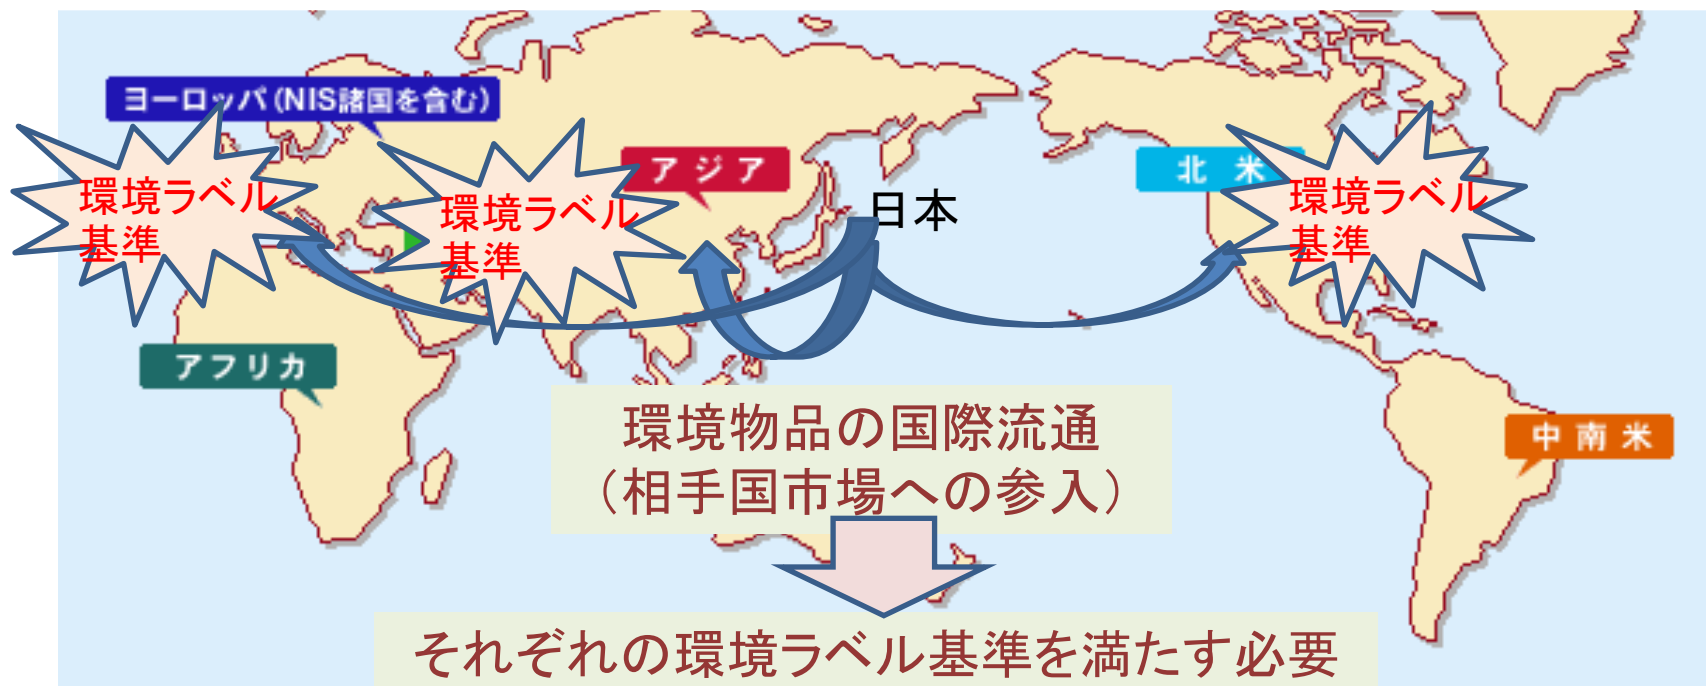 ヨーロッパ(NIS諸国を含む)
アジア
北米
環境ラベル
基準
環境ラベル
基準
日本
環境ラベル
基準
アフリカ
環境物品の国際流通
（相手国市場への参入）
中南米
それぞれの環境ラベル基準を満たす必要